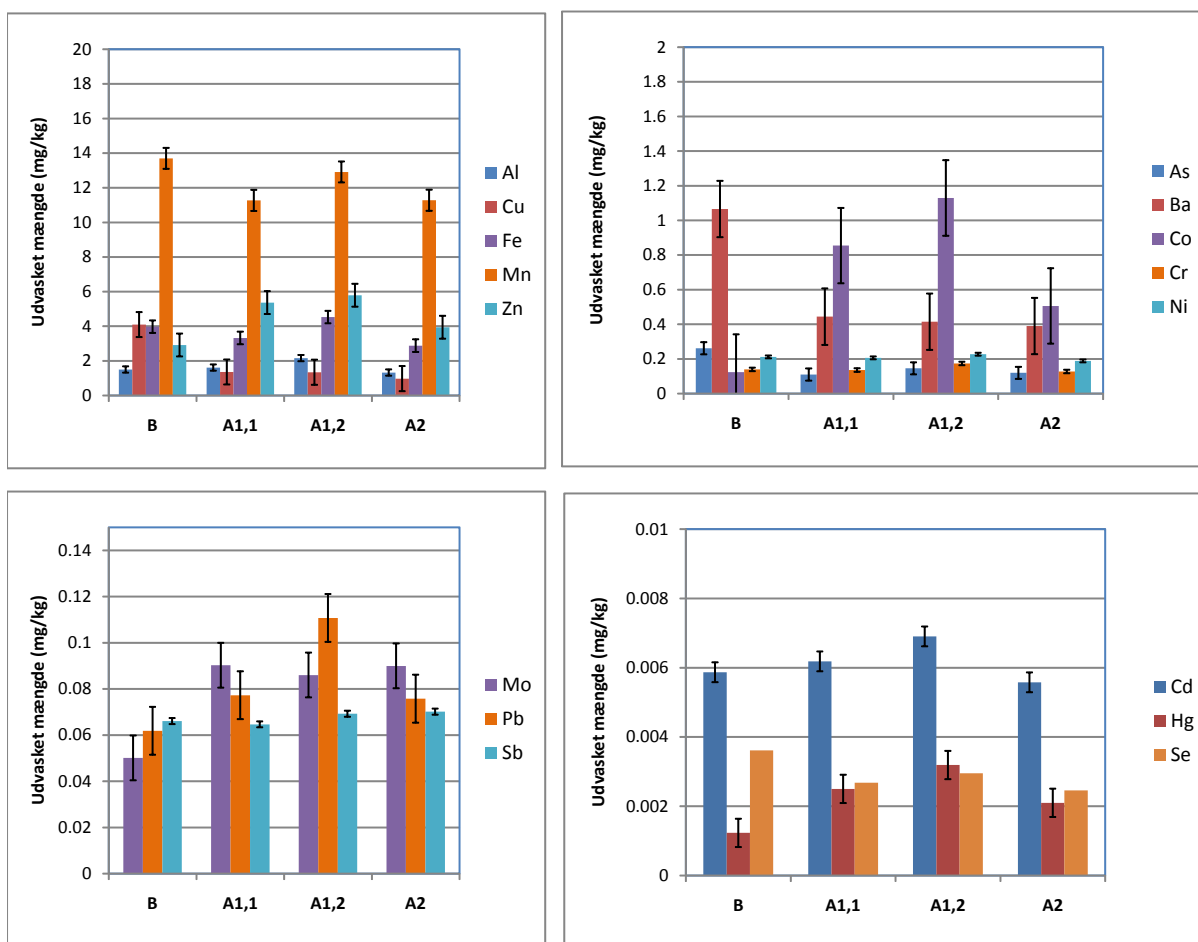 Udvasket mængde (mg/kg)
20
18
16
14
12
10
8
6
4
2
0
B A1,1 A1,2 A2
Al
Cu
Fe
Mn
Zn
Udvasket mængde (mg/kg)
2
1.8
1.6
1.4
1.2
1
0.8
0.6
0.4
0.2
0
B A1,1 A1,2 A2
As
Ba
Co
Cr
Ni
Udvasket mængde (mg/kg)
0.14
0.12
0.1
0.08
0.06
0.04
0.02
0
B A1,1 A1,2 A2
Mo
Pb
Sb
Udvasket mængde (mg/kg)
0.01
0.008
0.006
0.004
0.002
0
B A1,1 A1,2 A2
Cd
Hg
Se